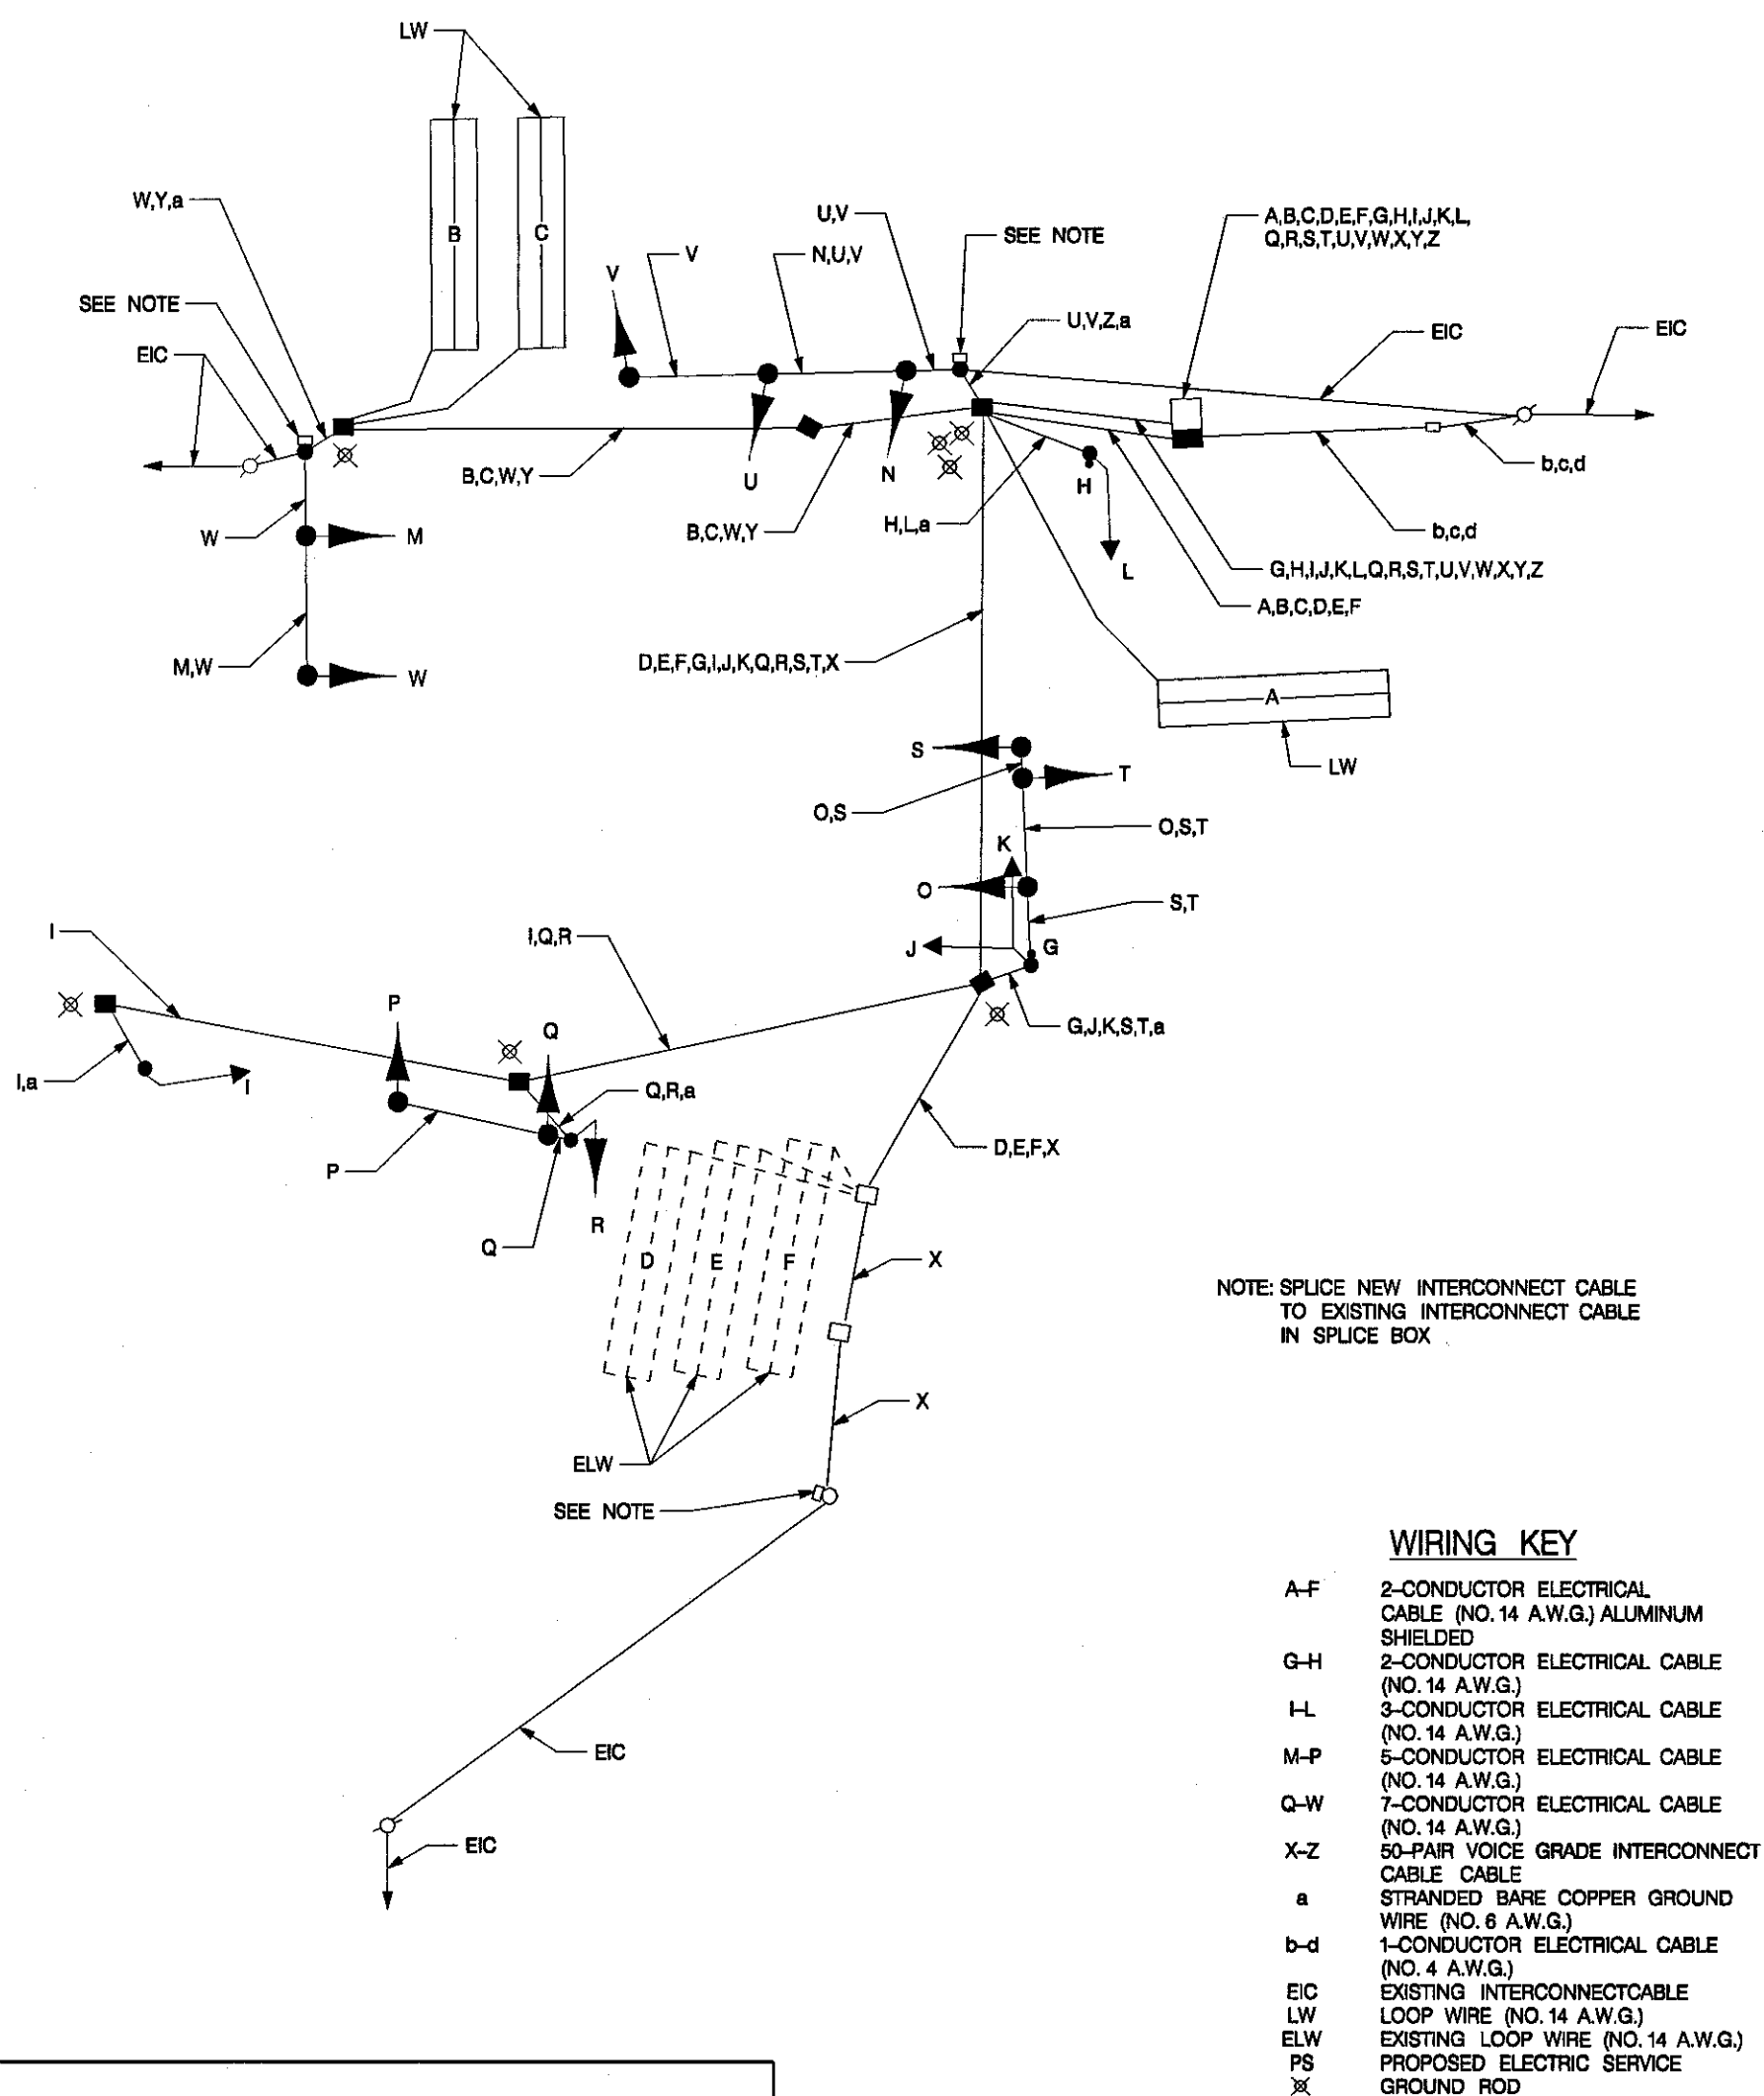 LW
W,Y,a
B
C
U,V
SEE NOTE
A,B,C,D,E,F,G,H,I,J,K,L,
Q,R,S,T,U,V,W,X,Y,Z
V
V
N,U,V
SEE NOTE
U,V,Z,a
EIC
EIC
EIC
B,C,W,Y
U
N
H
b,c,d
W
M
B,C,W,Y
H,L,a
b,c,d
L
G,H,I,J,K,L,Q,R,S,T,U,V,W,X,Y,Z
A,B,C,D,E,F
M,W
W
D,E,F,G,I,J,K,Q,R,S,T,X
A
S
T
LW
O,S
O,S,T
K
O
S,T
I
I,Q,R
J
G
P
Q
G,J,K,S,T,a
I,a
I
Q,R,a
P
D,E,F,X
R
Q
D
E
F
X
NOTE: SPLICE NEW INTERCONNECT CABLE
TO EXISTING INTERCONNECT CABLE
IN SPLICE BOX
X
ELW
SEE NOTE
EIC
EIC
WIRING KEY
A-F 2-CONDUCTOR ELECTRICAL
CABLE (NO. 14 A.W.G.) ALUMINUM
SHIELDED
G-H 2-CONDUCTOR ELECTRICAL CABLE
(NO. 14 A.W.G.)
I-L 3-CONDUCTOR ELECTRICAL CABLE
(NO. 14 A.W.G.)
M-P 5-CONDUCTOR ELECTRICAL CABLE
(NO. 14 A.W.G.)
Q-W 7-CONDUCTOR ELECTRICAL CABLE
(NO. 14 A.W.G.)
X-Z 50-PAIR VOICE GRADE INTERCONNECT
CABLE CABLE
a STRANDED BARE COPPER GROUND
WIRE (NO. 6 A.W.G.)
b-d 1-CONDUCTOR ELECTRICAL CABLE
(NO. 4 A.W.G.)
EIC EXISTING INTERCONNECTCABLE
LW LOOP WIRE (NO. 14 A.W.G.)
ELW EXISTING LOOP WIRE (NO. 14 A.W.G.)
PS PROPOSED ELECTRIC SERVICE
GROUND ROD